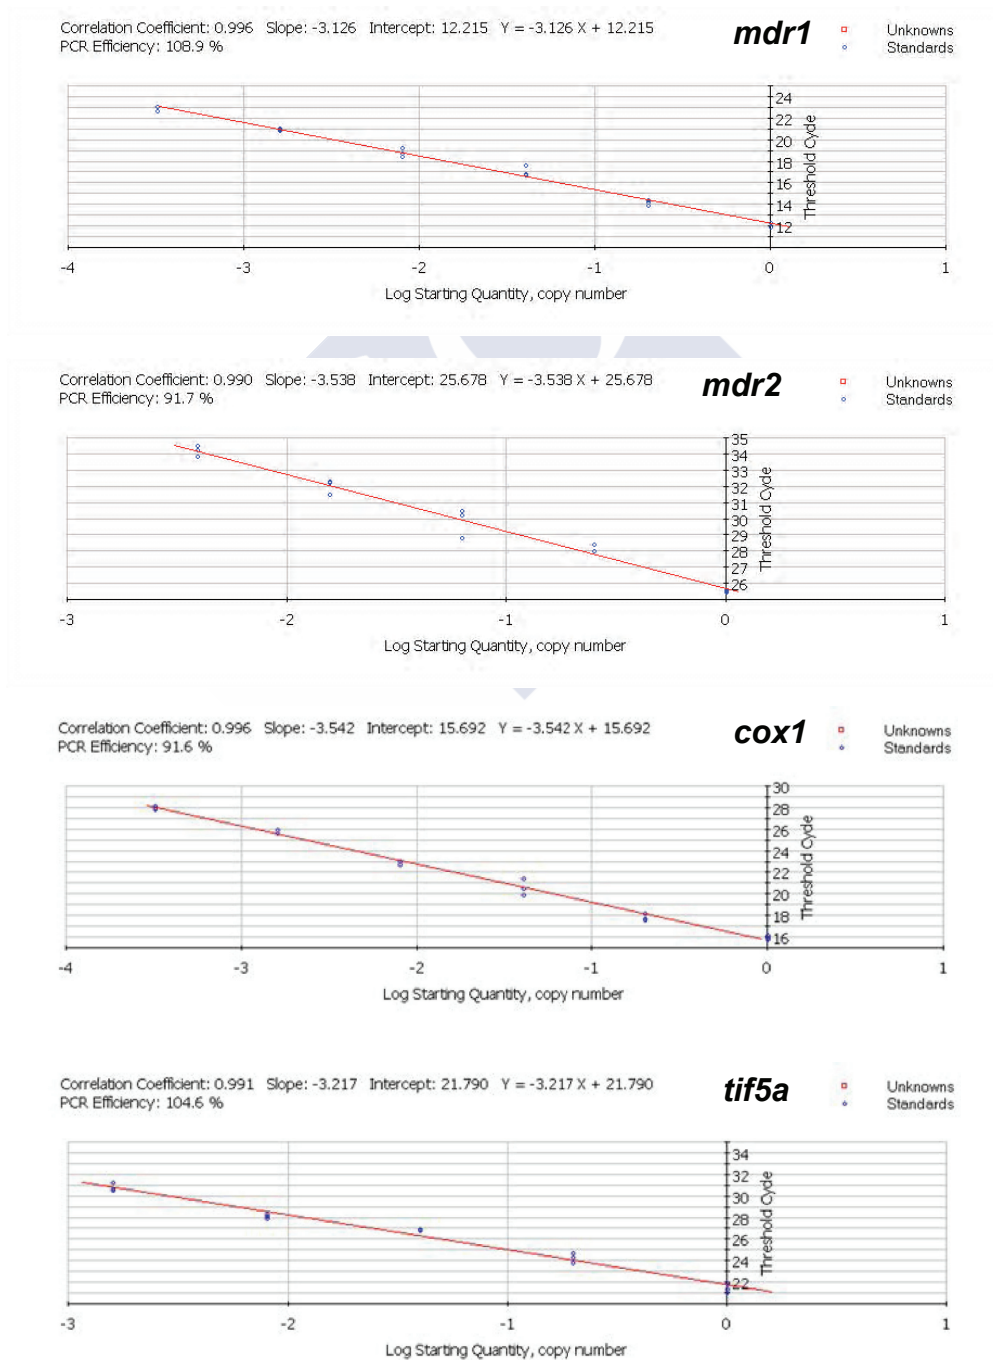 Correlation Coefficient: 0.996 Slope: -3.126 Intercept: 12.215 Y = -3.126 X + 12.215
PCR Efficiency: 108.9 %
mdr1
Unknowns
Standards
24
22
20
18
16
14
12
Threshold Cycle
-4 -3 -2 -1 0 1
Log Starting Quantity, copy number
Correlation Coefficient: 0.990 Slope: -3.538 Intercept: 25.678 Y = -3.538 X + 25.678
PCR Efficiency: 91.7 %
mdr2
Unknowns
Standards
35
34
33
32
31
30
29
28
27
26
Threshold Cycle
-3 -2 -1 0 1
Log Starting Quantity, copy number
Correlation Coefficient: 0.996 Slope: -3.542 Intercept: 15.692 Y = -3.542 X + 15.692
PCR Efficiency: 91.6 %
cox1
Unknowns
Standards
30
28
26
24
22
20
18
16
Threshold Cycle
-4 -3 -2 -1 0 1
Log Starting Quantity, copy number
Correlation Coefficient: 0.991 Slope: -3.217 Intercept: 21.790 Y = -3.217 X + 21.790
PCR Efficiency: 104.6 %
tif5a
Unknowns
Standards
34
32
30
28
26
24
22
Threshold Cycle
-3 -2 -1 0 1
Log Starting Quantity, copy number